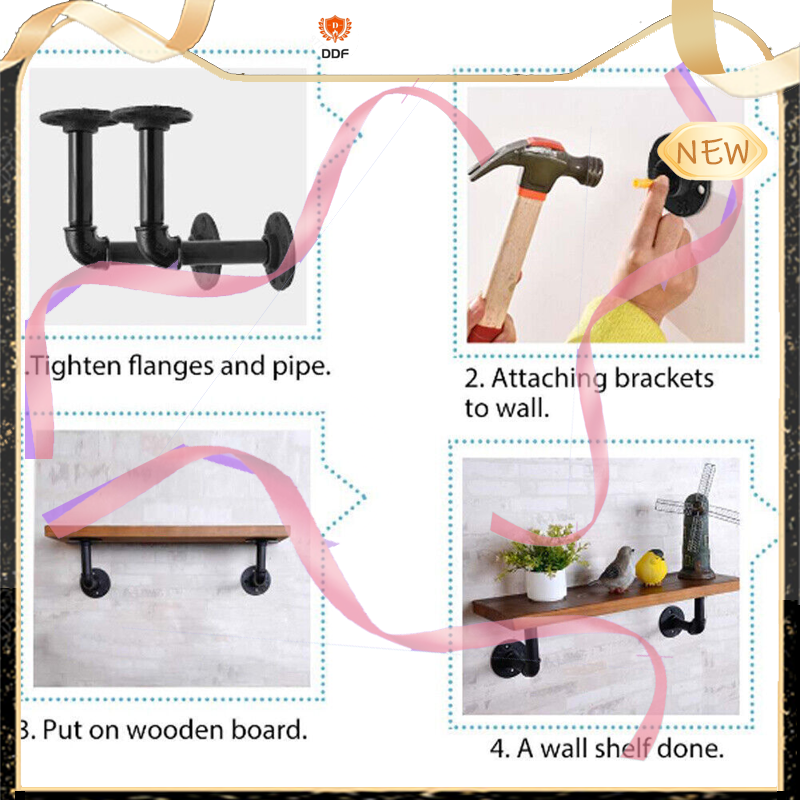 DDF
NEW
.Tighten flanges and pipe.
2. Attaching brackets
to wall.
3. Put on wooden board.
4. A wall shelf done.